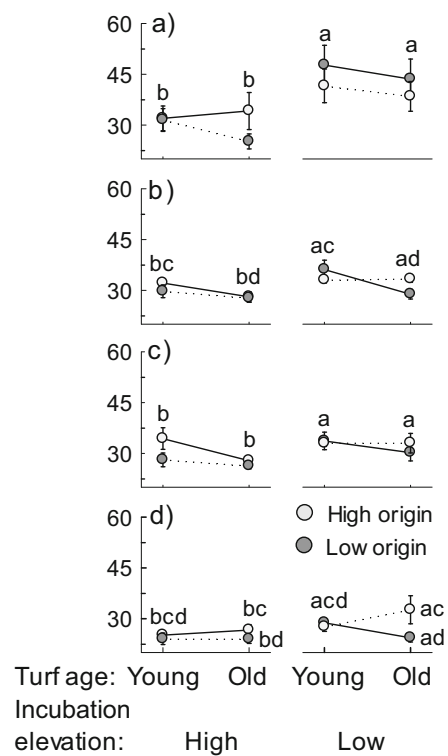 60
a)
a
a
45
b
b
30
60
b)
45
ac
ad
bc
bd
30
60
c)
45
b
b
a
a
30
60
d)
High origin
45
Low origin
30
bcd
bc
acd
ac
bd
ad
Turf age: Young Old Young Old
Incubation
elevation: High Low